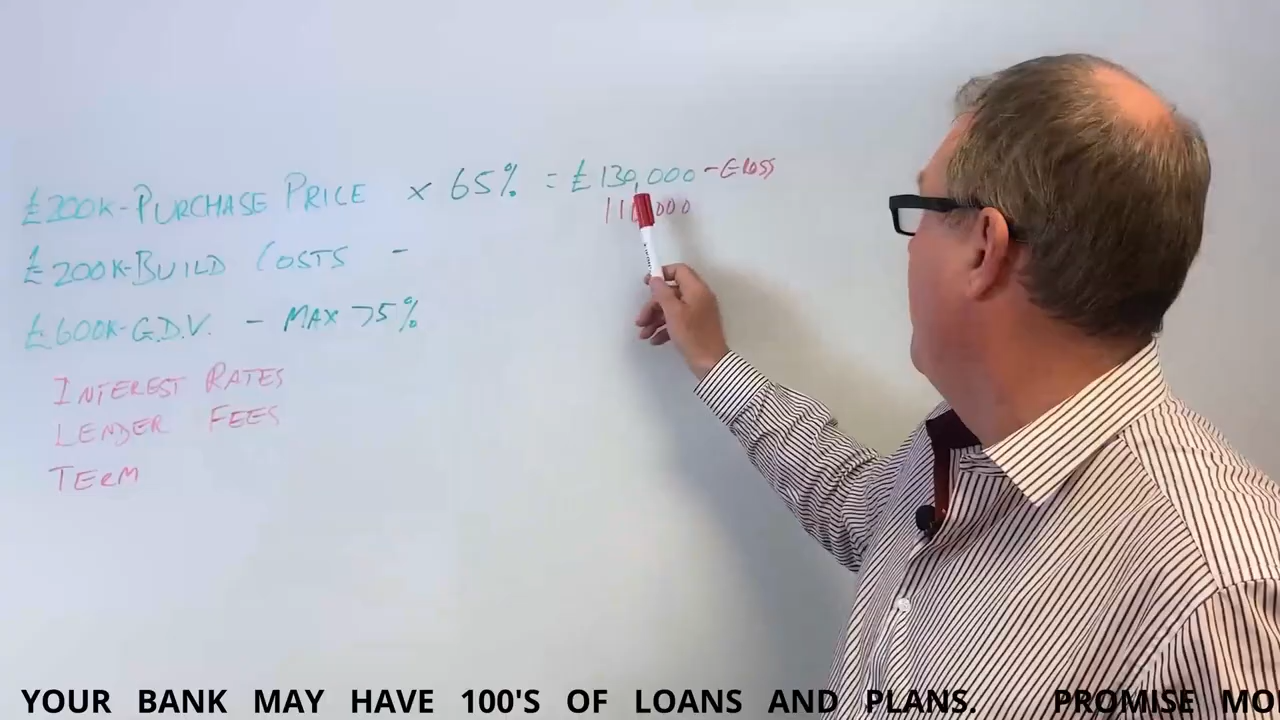 £200K-PURCHASE PRICE × 65% = £130,000 - GROSS
£200K-BUILD COSTS -
£600K-G.D.V. - MAX 75%
INTEREST RATES
LENDER FEES
TERM
YOUR BANK MAY HAVE 100'S OF LOANS AND PLANS. PROMISE